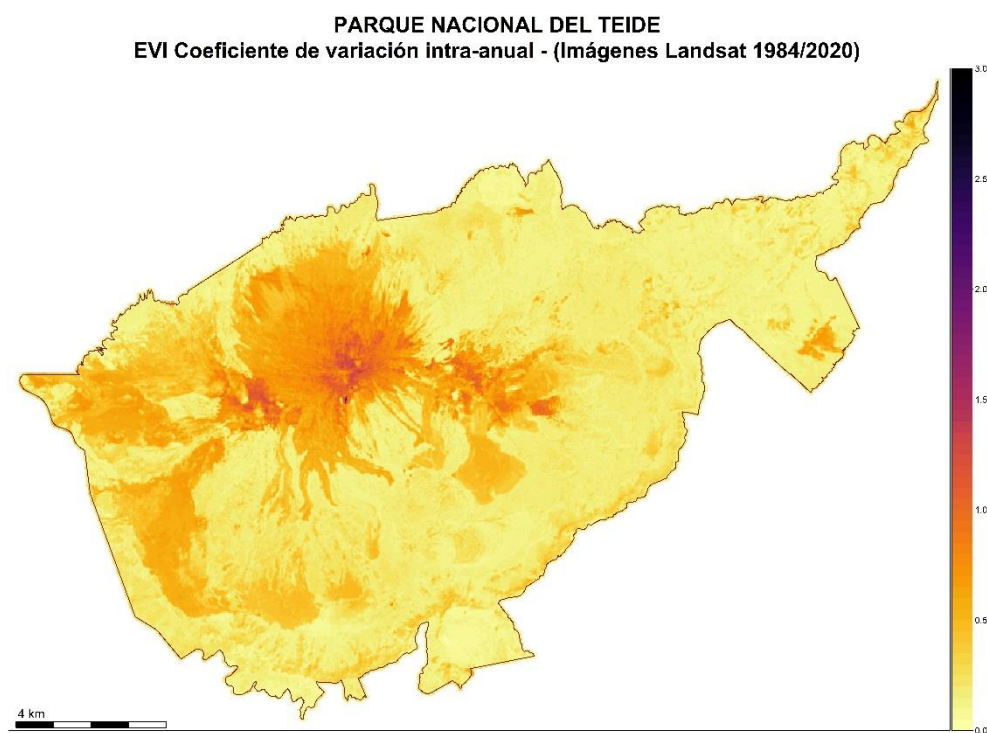 PARQUE NACIONAL DEL TEIDE
EVI Coeficiente de variación intra-anual - (Imágenes Landsat 1984/2020)
3.0
2.5
2.0
1.5
1.0
0.5
0.0
4 km